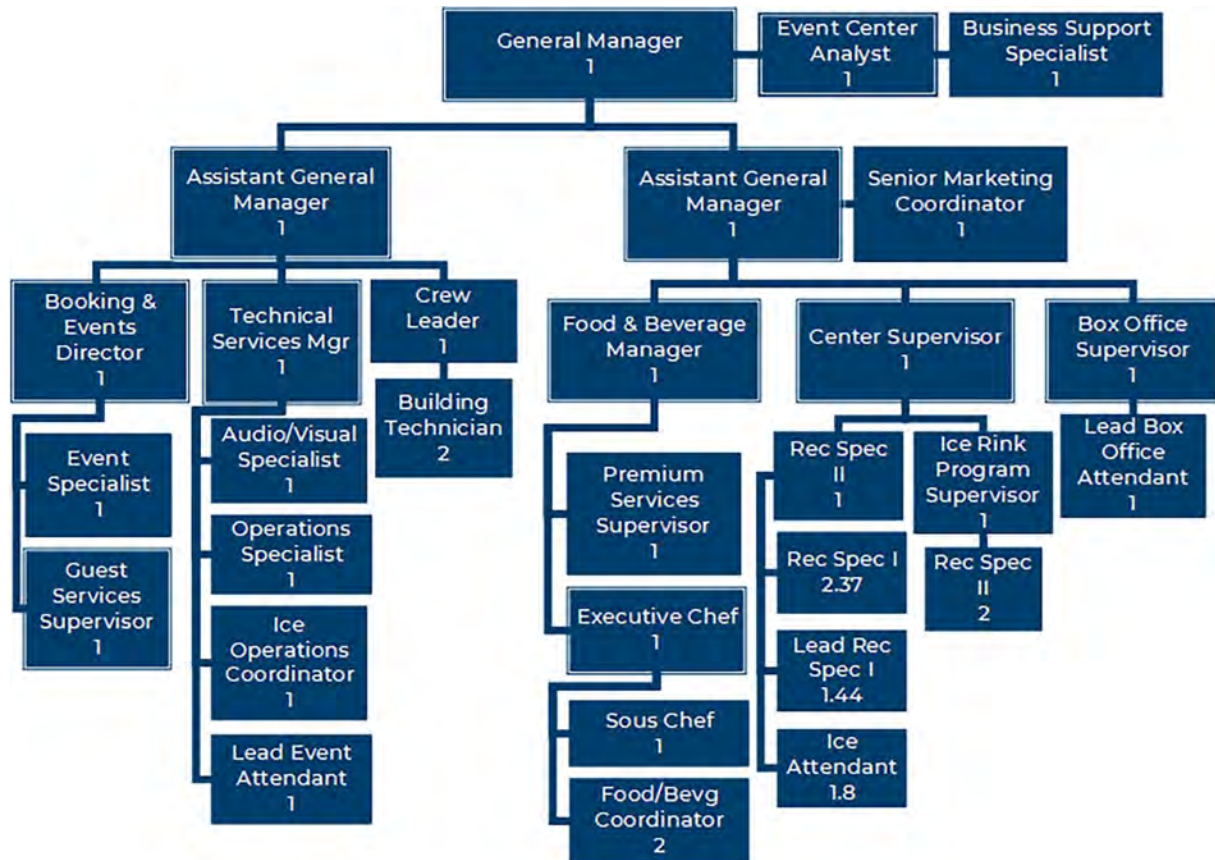 General Manager
1
Event Center
Analyst
1
Business Support
Specialist
1
Assistant General
Manager
1
Assistant General
Manager
1
Senior Marketing
Coordinator
1
Booking &
Events
Director
1
Technical
Services Mgr
1
Crew
Leader
1
Food & Beverage
Manager
1
Center Supervisor
1
Box Office
Supervisor
1
Event
Specialist
1
Guest
Services
Supervisor
1
Audio/Visual
Specialist
1
Operations
Specialist
1
Ice
Operations
Coordinator
1
Lead Event
Attendant
1
Building
Technician
2
Premium
Services
Supervisor
1
Executive Chef
1
Sous Chef
1
Food/Bevg
Coordinator
2
Rec Spec
II
1
Rec Spec I
2.37
Lead Rec
Spec I
1.44
Ice
Attendant
1.8
Ice Rink
Program
Supervisor
1
Rec Spec
II
2
Lead Box
Office
Attendant
1